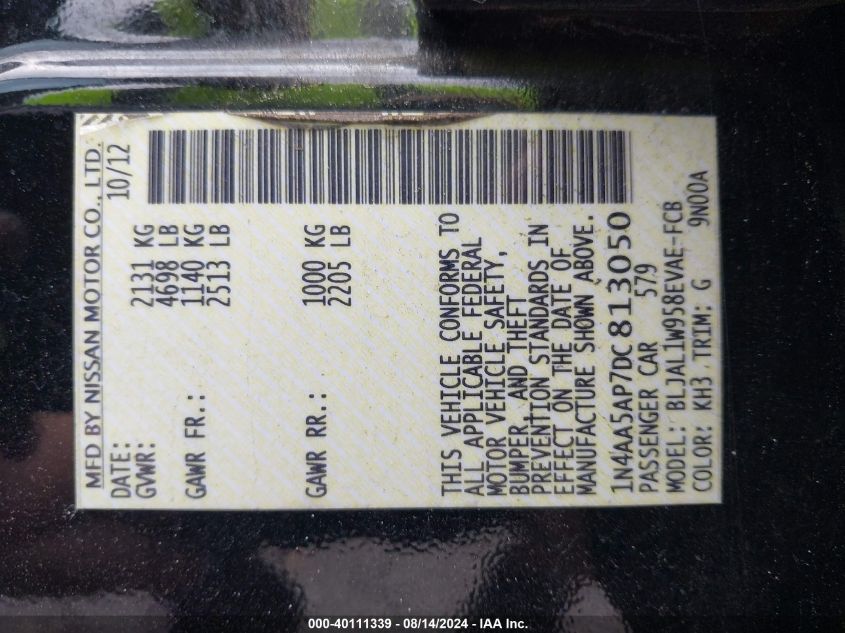 MFD BY NISSAN MOTOR CO., LTD.
DATE: 10/12
GVWR: 2131 KG
4698 LB
GAWR FR.: 1140 KG
2513 LB
GAWR RR.: 1000 KG
2205 LB
THIS VEHICLE CONFORMS TO
ALL APPLICABLE FEDERAL
MOTOR VEHICLE SAFETY,
BUMPER, AND THEFT
PREVENTION STANDARDS IN
EFFECT ON THE DATE OF
MANUFACTURE SHOWN ABOVE.
1N4AA5AP7DC813050
PASSENGER CAR 579
MODEL: BLJAL1W958EVAE-FCB
COLOR: KH3 TRIM: G 9N00A
000-40111339 - 08/14/2024 - IAA Inc.